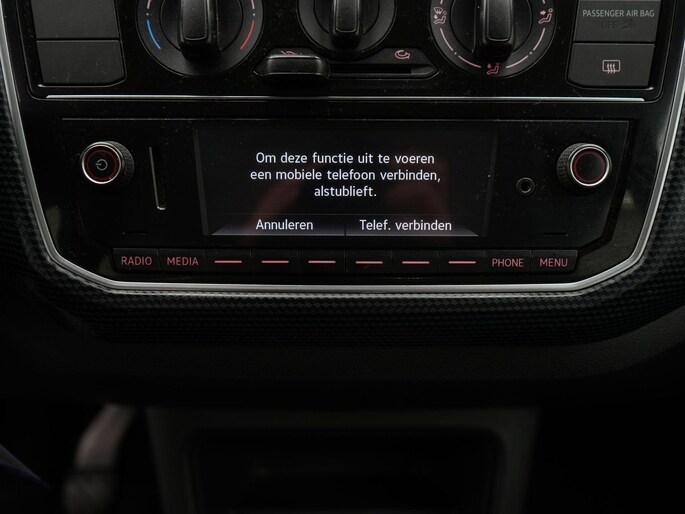 PASSENGER AIR BAG
Om deze functie uit te voeren
een mobiele telefoon verbinden,
alstublieft.
Annuleren Telef. verbinden
RADIO MEDIA PHONE MENU